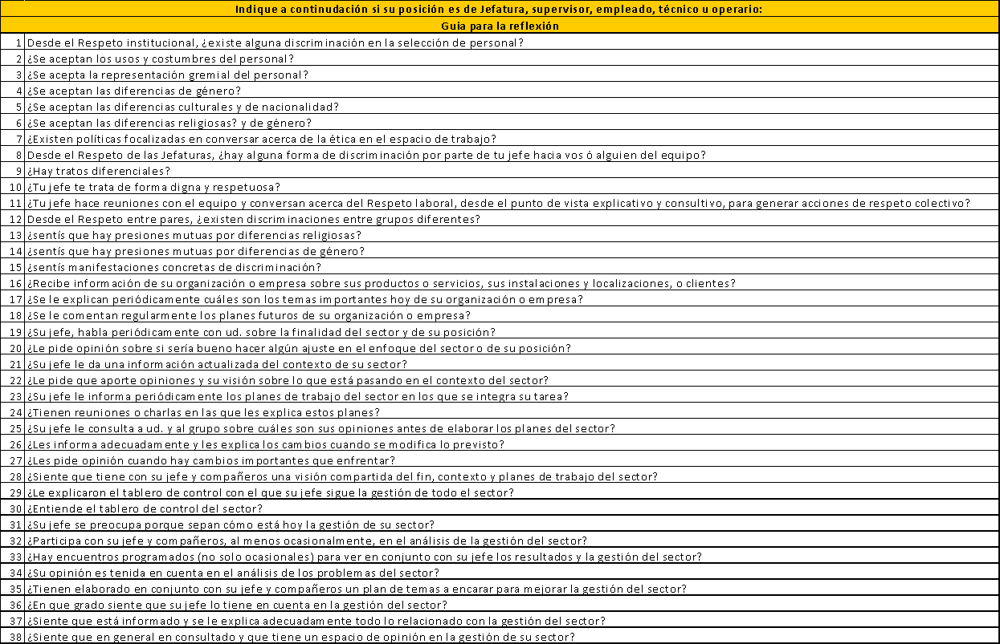 Indique a continudación si su posición es de Jefatura, supervisor, empleado, técnico u operario:
Guia para la reflexión
1 Desde el Respeto institucional, ¿existe alguna discriminación en la selección de personal?
2 ¿Se aceptan los usos y costumbres del personal?
3 ¿Se acepta la representación gremial del personal?
4 ¿Se aceptan las diferencias de género?
5 ¿Se aceptan las diferencias culturales y de nacionalidad?
6 ¿Se aceptan las diferencias religiosas? y de género?
7 ¿Existen políticas focalizadas en conversar acerca de la ética en el espacio de trabajo?
8 Desde el Respeto de las Jefaturas, ¿hay alguna forma de discriminación por parte de tu jefe hacia vos ó alguien del equipo?
9 ¿Hay tratos diferenciales?
10 ¿Tu jefe te trata de forma digna y respetuosa?
11 ¿Tu jefe hace reuniones con el equipo y conversan acerca del Respeto laboral, desde el punto de vista explicativo y consultivo, para generar acciones de respeto colectivo?
12 Desde el Respeto entre pares, ¿existen discriminaciones entre grupos diferentes?
13 ¿sentís que hay presiones mutuas por diferencias religiosas?
14 ¿sentís que hay presiones mutuas por diferencias de género?
15 ¿sentís manifestaciones concretas de discriminación?
16 ¿Recibe información de su organización o empresa sobre sus productos o servicios, sus instalaciones y localizaciones, o clientes?
17 ¿Se le explican periódicamente cuáles son los temas importantes hoy de su organización o empresa?
18 ¿Se le comentan regularmente los planes futuros de su organización o empresa?
19 ¿Su jefe, habla periódicamente con ud. sobre la finalidad del sector y de su posición?
20 ¿Le pide opinión sobre si sería bueno hacer algún ajuste en el enfoque del sector o de su posición?
21 ¿Su jefe le da una información actualizada del contexto de su sector?
22 ¿Le pide que aporte opiniones y su visión sobre lo que está pasando en el contexto del sector?
23 ¿Su jefe le informa periódicamente los planes de trabajo del sector en los que se integra su tarea?
24 ¿Tienen reuniones o charlas en las que les explica estos planes?
25 ¿Su jefe le consulta a ud. y al grupo sobre cuáles son sus opiniones antes de elaborar los planes del sector?
26 ¿Les informa adecuadamente y les explica los cambios cuando se modifica lo previsto?
27 ¿Les pide opinión cuando hay cambios importantes que enfrentar?
28 ¿Siente que tiene con su jefe y compañeros una visión compartida del fin, contexto y planes de trabajo del sector?
29 ¿Le explicaron el tablero de control con el que su jefe sigue la gestión de todo el sector?
30 ¿Entiende el tablero de control del sector?
31 ¿Su jefe se preocupa porque sepan cómo está hoy la gestión de su sector?
32 ¿Participa con su jefe y compañeros, al menos ocasionalmente, en el análisis de la gestión del sector?
33 ¿Hay encuentros programados (no solo ocasionales) para ver en conjunto con su jefe los resultados y la gestión del sector?
34 ¿Su opinión es tenida en cuenta en el análisis de los problemas del sector?
35 ¿Tienen elaborado en conjunto con su jefe y compañeros un plan de temas a encarar para mejorar la gestión del sector?
36 ¿En que grado siente que su jefe lo tiene en cuenta en la gestión del sector?
37 ¿Siente que está informado y se le explica adecuadamente todo lo relacionado con la gestión del sector?
38 ¿Siente que en general en consultado y que tiene un espacio de opinión en la gestión de su sector?